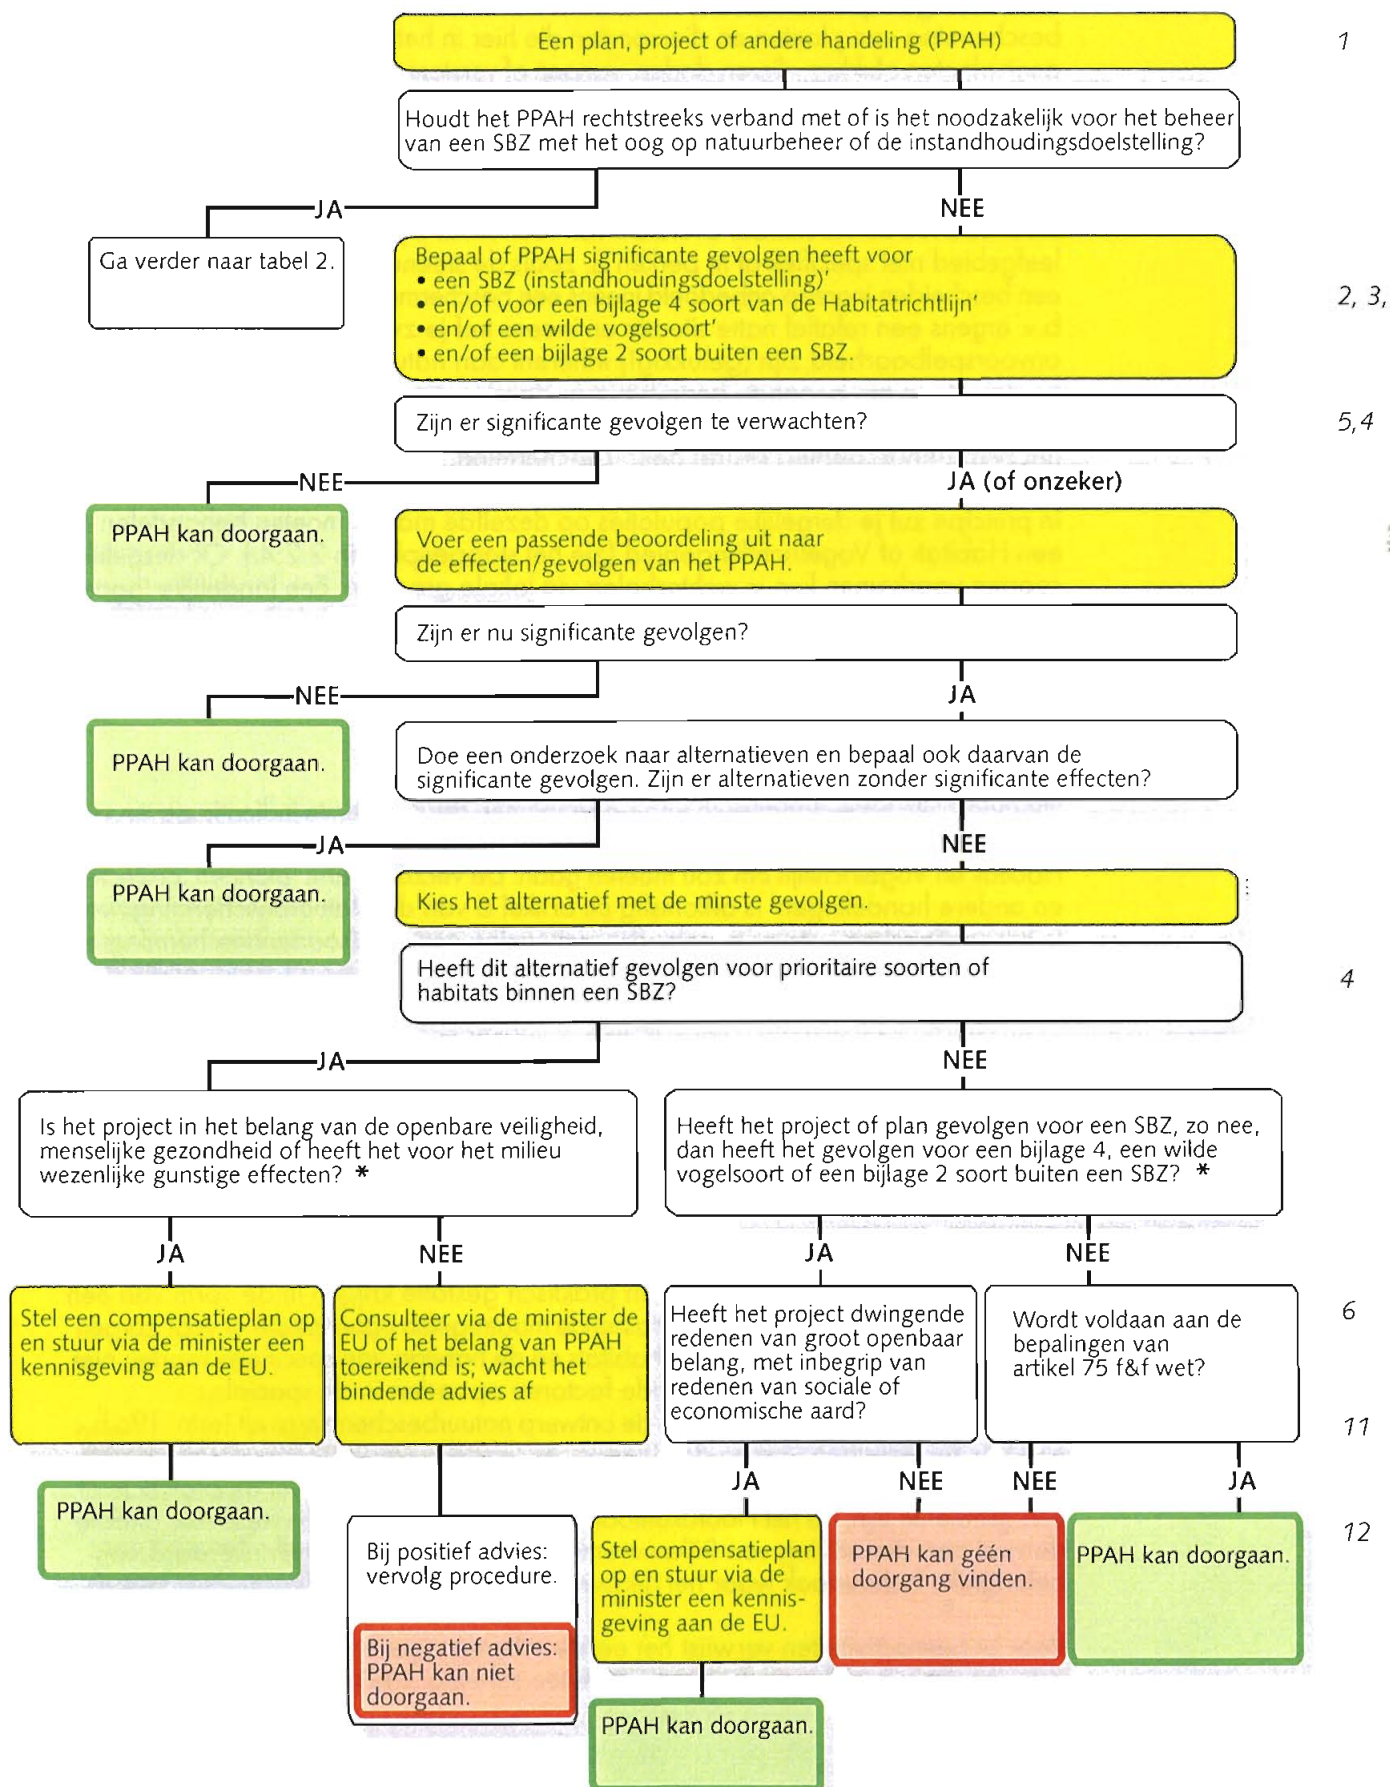 Een plan, project of andere handeling (PPAH)
1
Houdt het PPAH rechtstreeks verband met of is het noodzakelijk voor het beheer
van een SBZ met het oog op natuurbeheer of de instandhoudingsdoelstelling?
JA
NEE
Ga verder naar tabel 2.
Bepaal of PPAH significante gevolgen heeft voor
• een SBZ (instandhoudingsdoelstelling)'
• en/of voor een bijlage 4 soort van de Habitatrichtlijn'
• en/of een wilde vogelsoort'
• en/of een bijlage 2 soort buiten een SBZ.
2, 3,
Zijn er significante gevolgen te verwachten?
5,4
NEE
JA (of onzeker)
PPAH kan doorgaan.
Voer een passende beoordeling uit naar
de effecten/gevolgen van het PPAH.
Zijn er nu significante gevolgen?
NEE
JA
PPAH kan doorgaan.
Doe een onderzoek naar alternatieven en bepaal ook daarvan de
significante gevolgen. Zijn er alternatieven zonder significante effecten?
JA
NEE
PPAH kan doorgaan.
Kies het alternatief met de minste gevolgen.
Heeft dit alternatief gevolgen voor prioritaire soorten of
habitats binnen een SBZ?
4
JA
NEE
Is het project in het belang van de openbare veiligheid,
menselijke gezondheid of heeft het voor het milieu
wezenlijke gunstige effecten? *
Heeft het project of plan gevolgen voor een SBZ, zo nee,
dan heeft het gevolgen voor een bijlage 4, een wilde
vogelsoort of een bijlage 2 soort buiten een SBZ? *
JA
NEE
JA
NEE
Stel een compensatieplan op
en stuur via de minister een
kennisgeving aan de EU.
Consulteer via de minister de
EU of het belang van PPAH
toereikend is; wacht het
bindende advies af
Heeft het project dwingende
redenen van groot openbaar
belang, met inbegrip van
redenen van sociale of
economische aard?
Wordt voldaan aan de
bepalingen van
artikel 75 f&f wet?
6
11
JA
NEE
NEE
JA
PPAH kan doorgaan.
Bij positief advies:
vervolg procedure.
Bij negatief advies:
PPAH kan niet
doorgaan.
Stel compensatieplan
op en stuur via de
minister een kennis-
geving aan de EU.
PPAH kan géén
doorgang vinden.
PPAH kan doorgaan.
12
PPAH kan doorgaan.